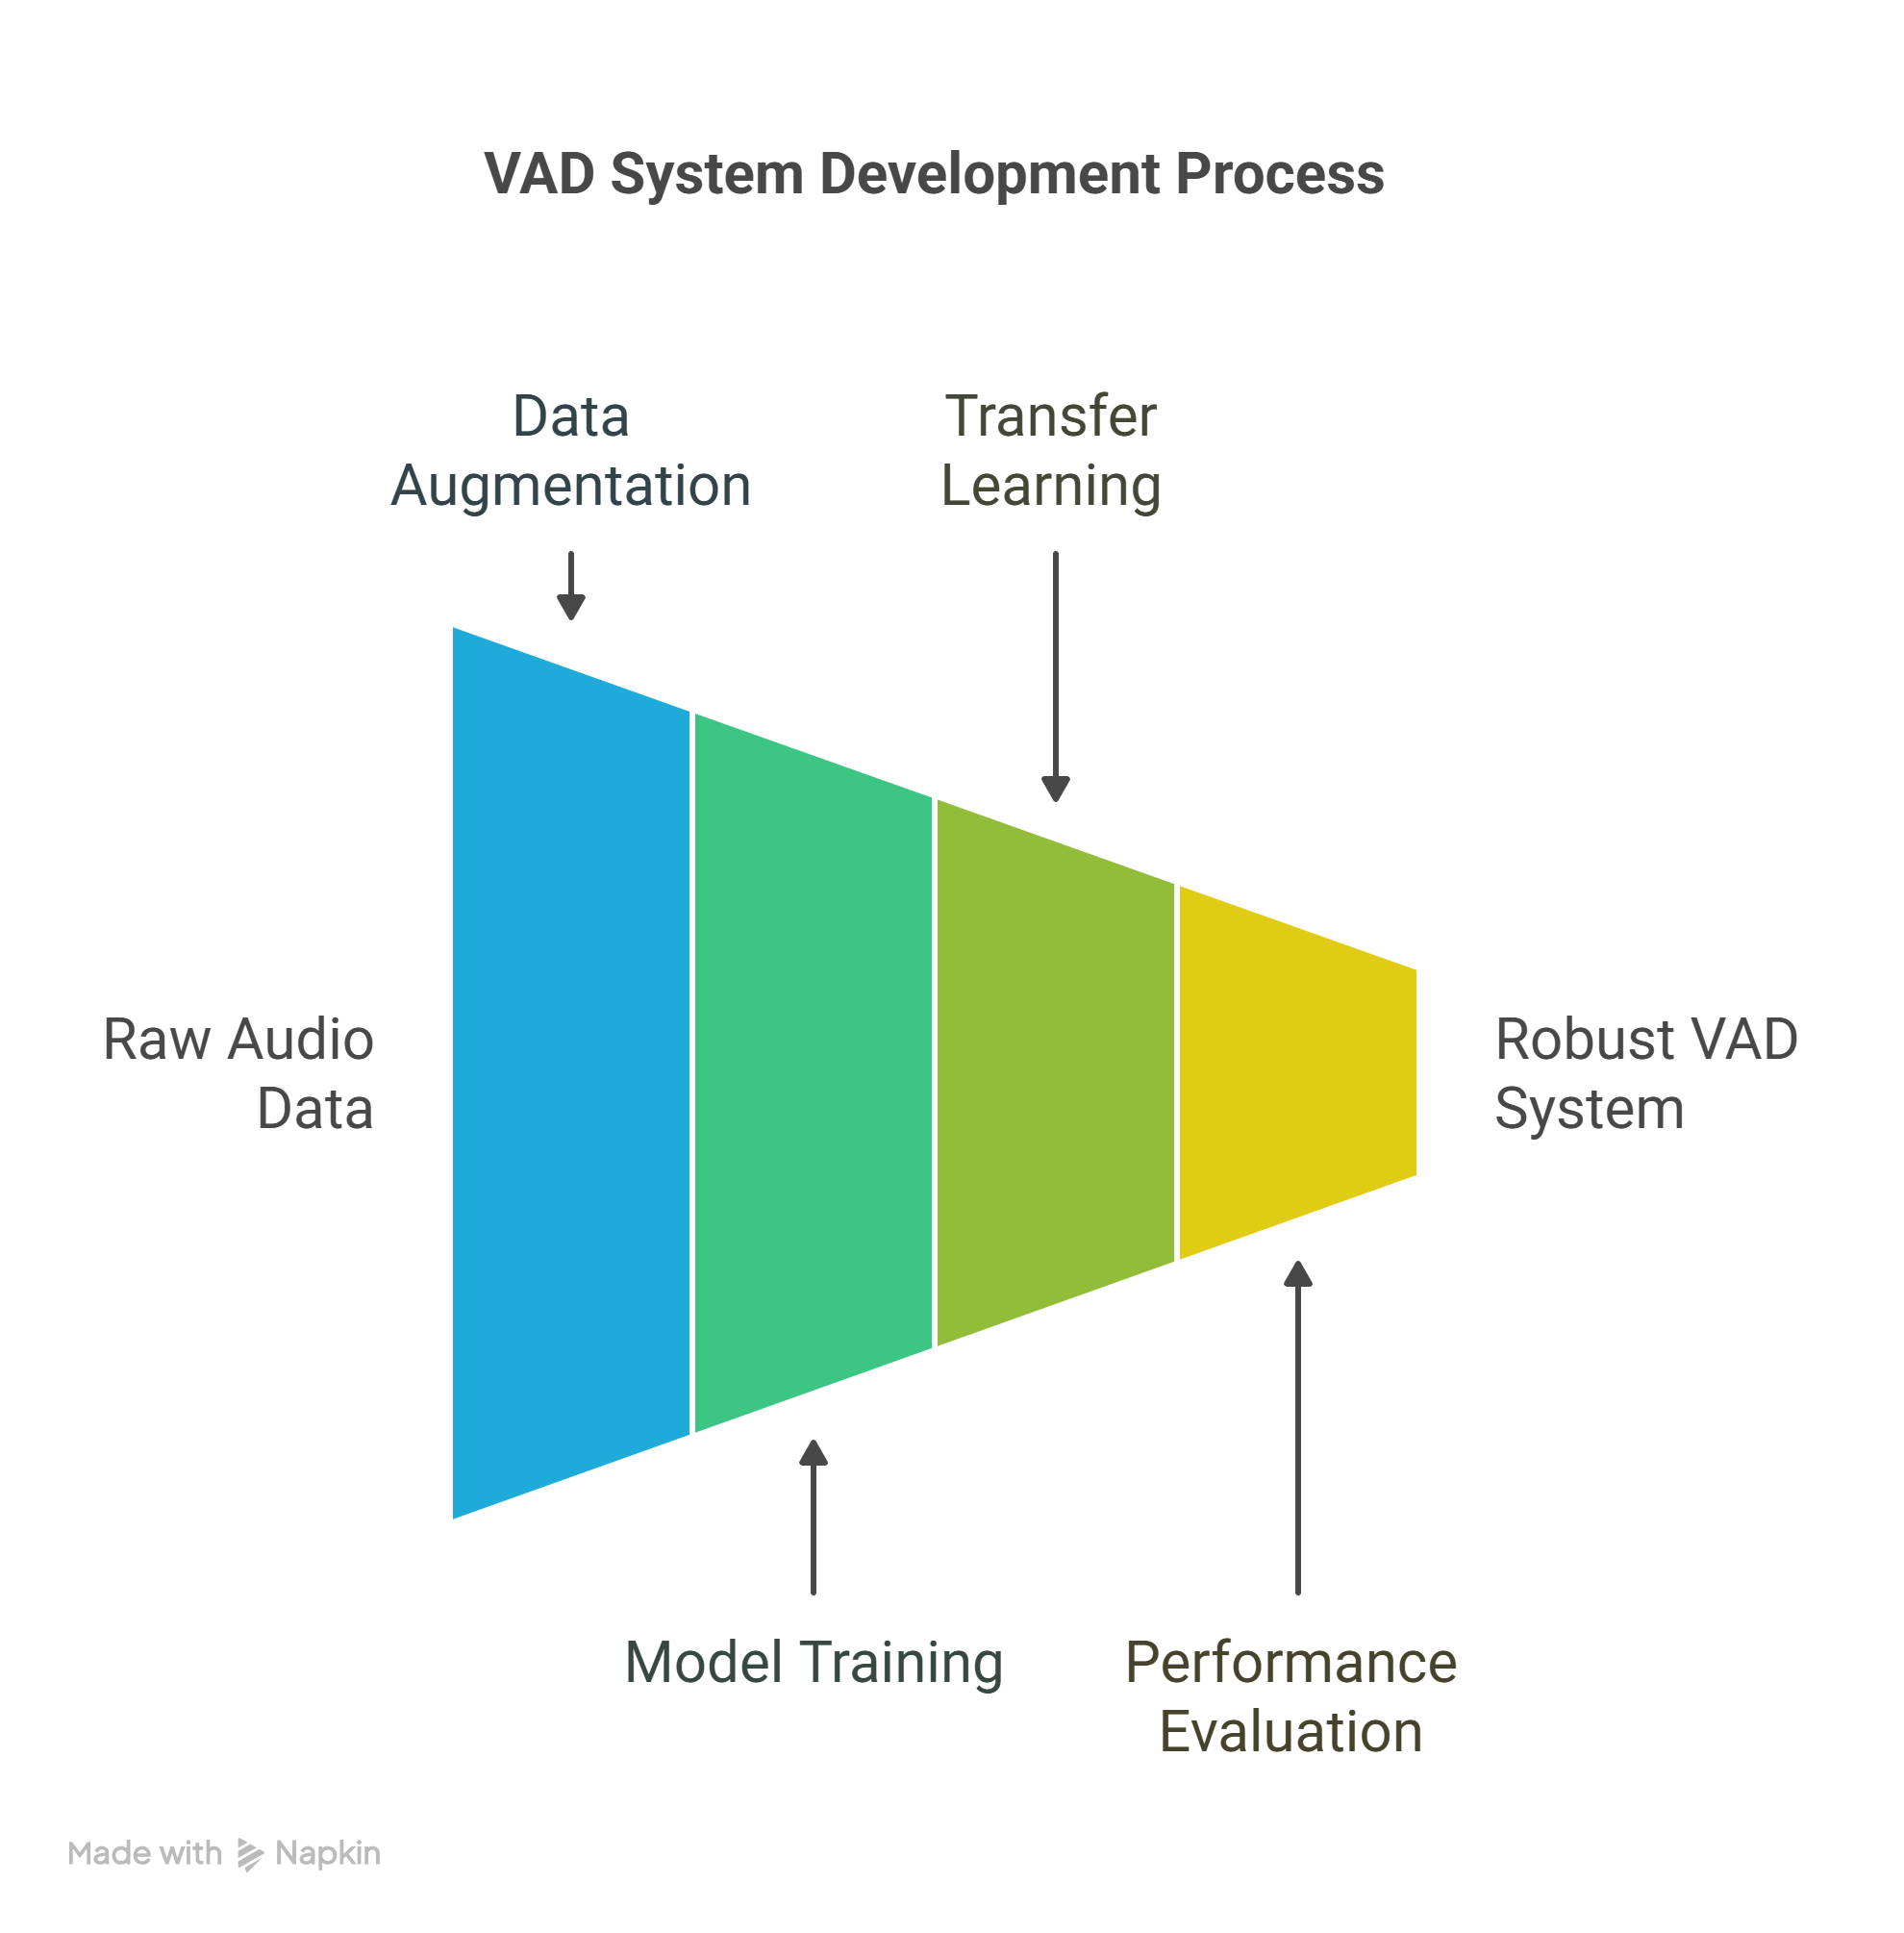 VAD System Development Process
Data
Augmentation
Transfer
Learning
Raw Audio
Data
Robust VAD
System
Model Training
Performance
Evaluation
Made with Napkin